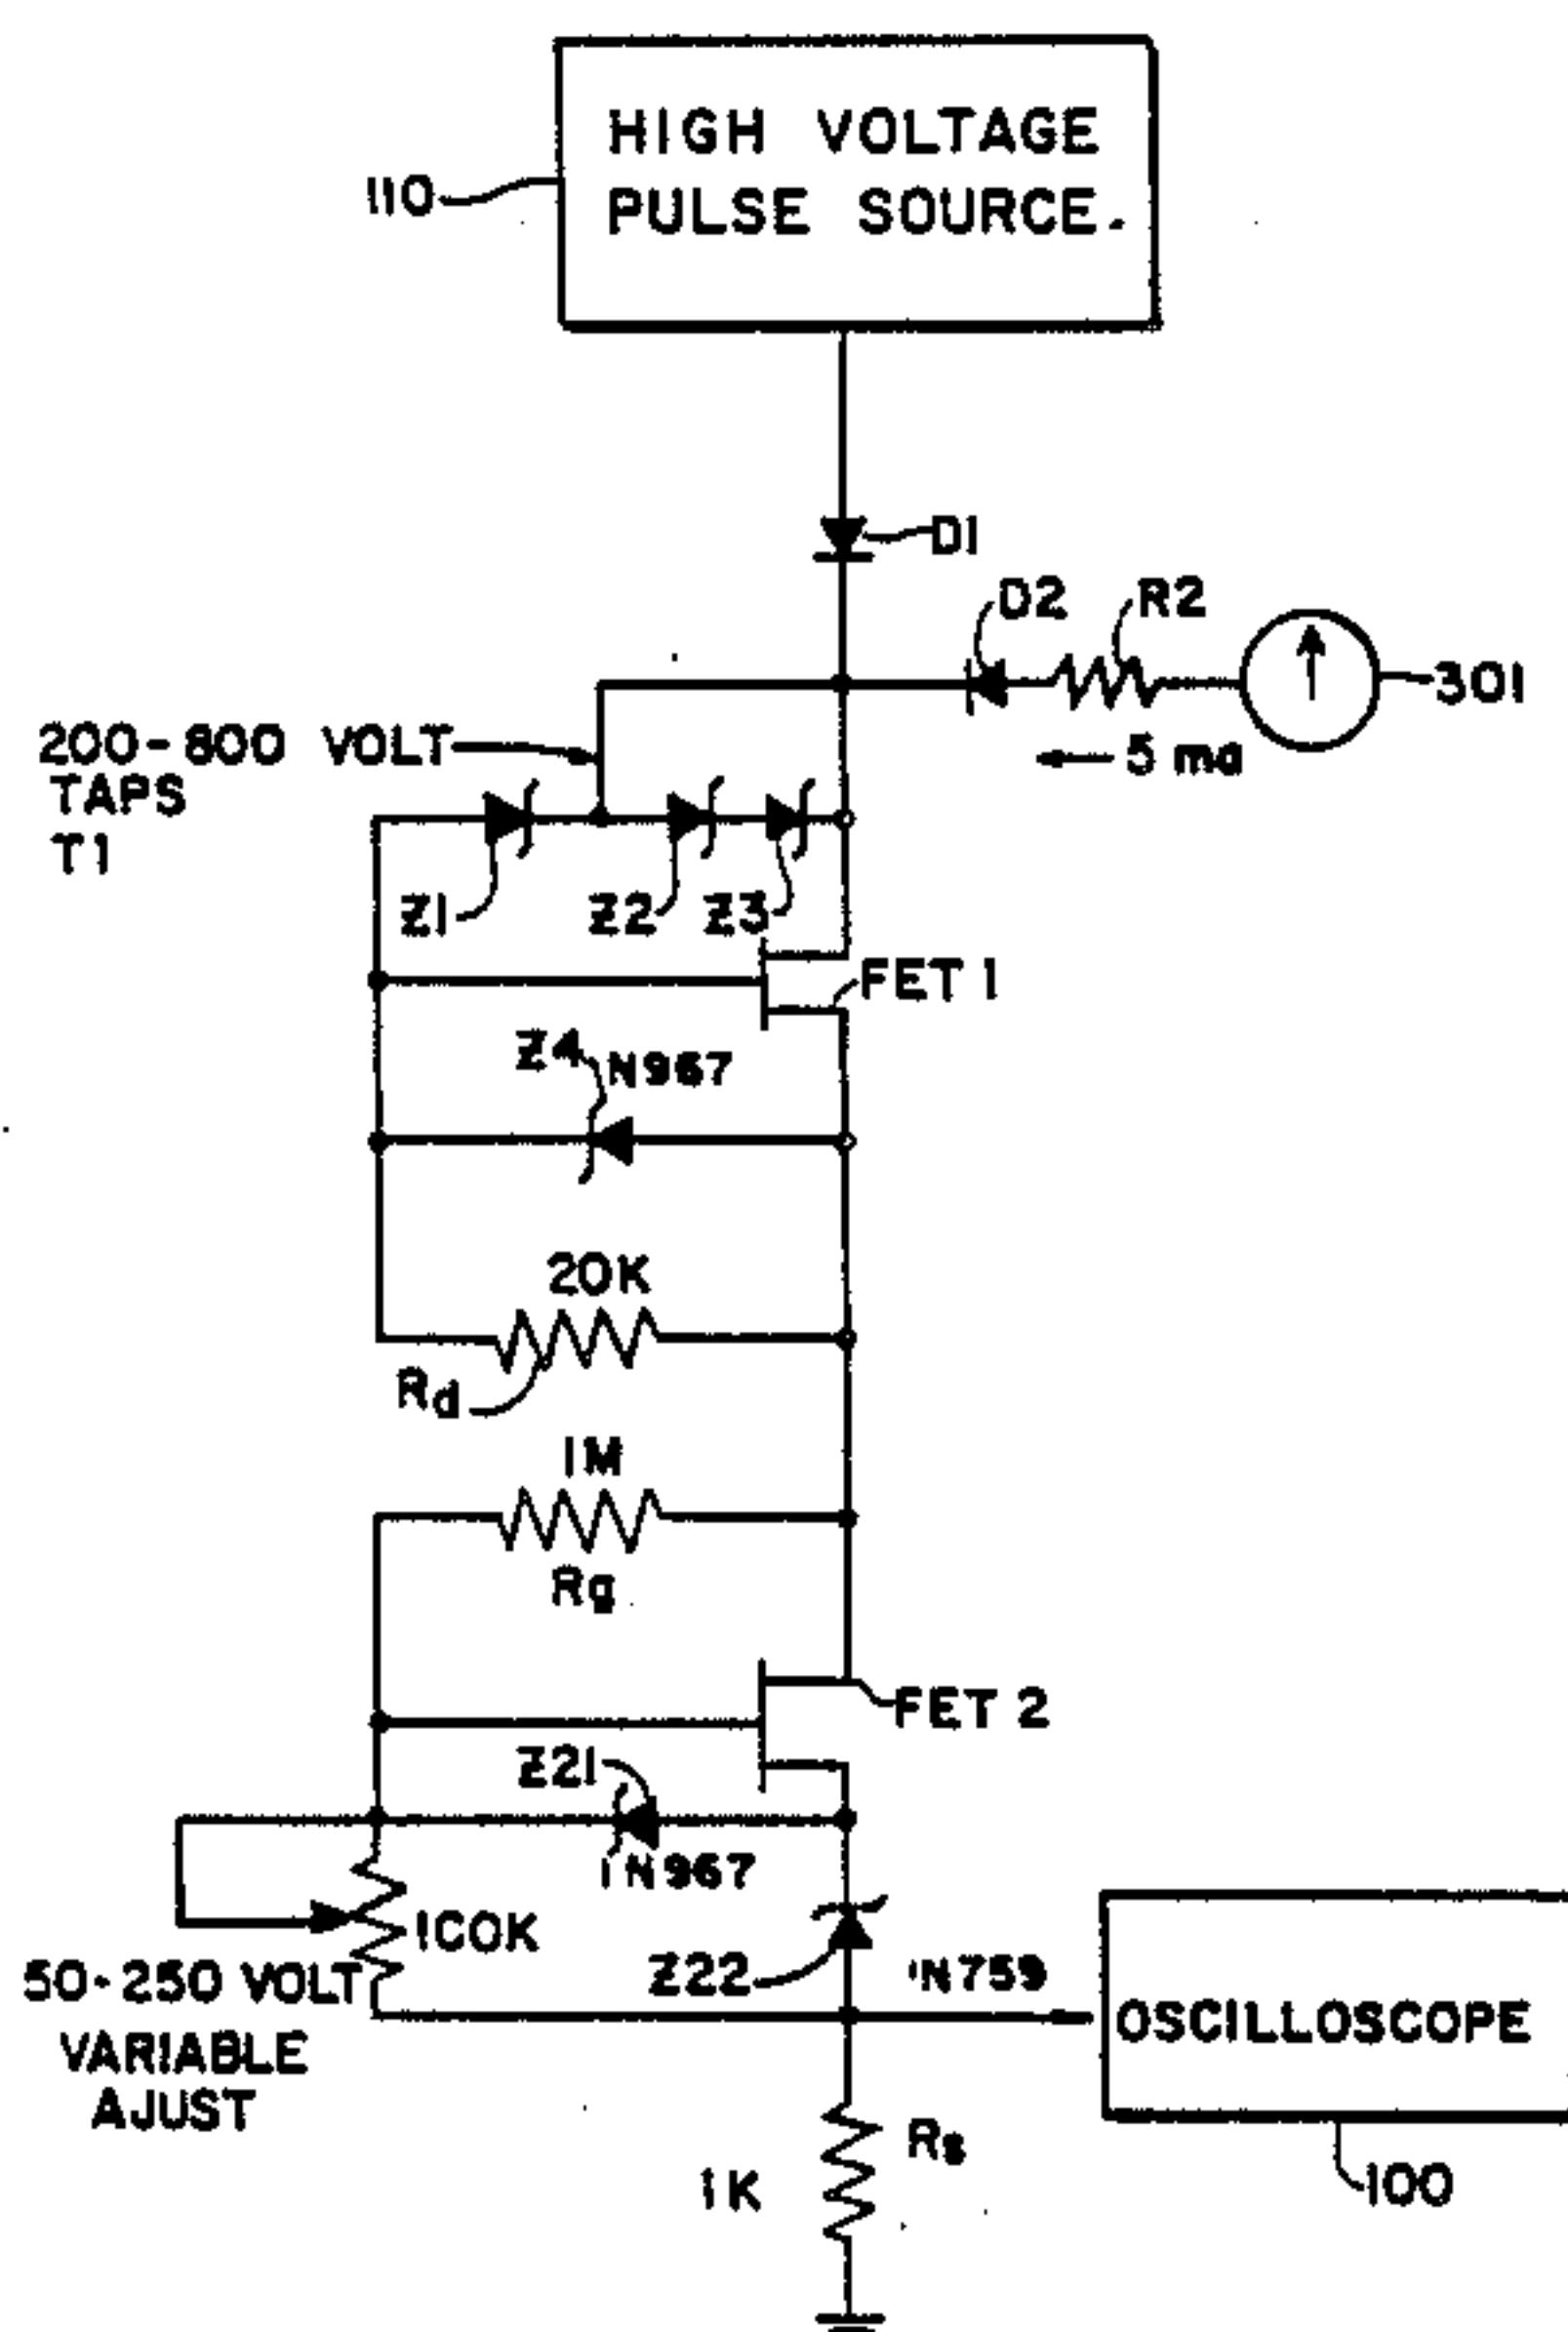 HIGH VOLTAGE
PULSE SOURCE.
110
D1
D2
R2
301
5 ma
200-800 VOLT
TAPS
T1
Z1
Z2
Z3
FET 1
Z4
N967
20K
Rd
1M
Rg
FET 2
Z21
1N967
100K
Z22
1N759
50-250 VOLT
VARIABLE
AJUST
OSCILLOSCOPE
Rs
1K
100